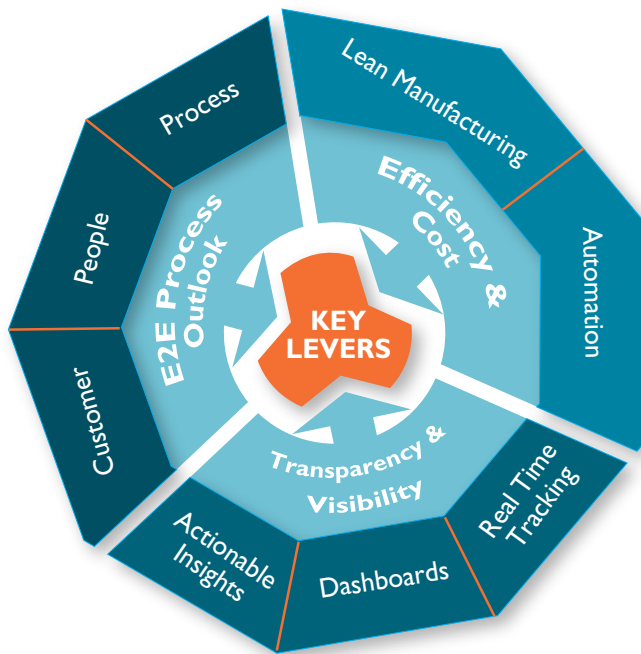 KEY
LEVERS
E2E Process
Outlook
Process
People
Customer
Efficiency &
Cost
Lean Manufacturing
Automation
Transparency &
Visibility
Real Time
Tracking
Dashboards
Actionable
Insights